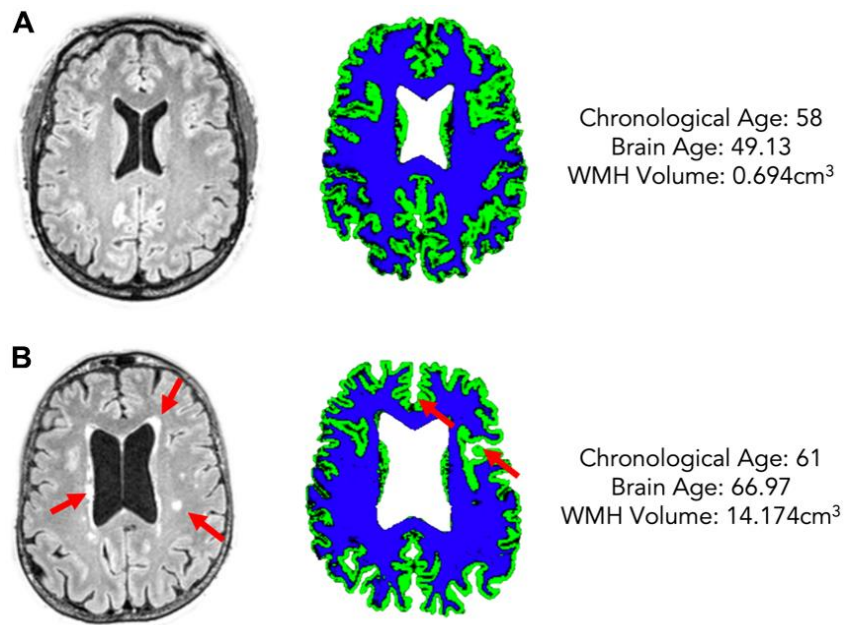 A
Chronological Age: 58
Brain Age: 49.13
WMH Volume: 0.694cm³
B
Chronological Age: 61
Brain Age: 66.97
WMH Volume: 14.174cm³